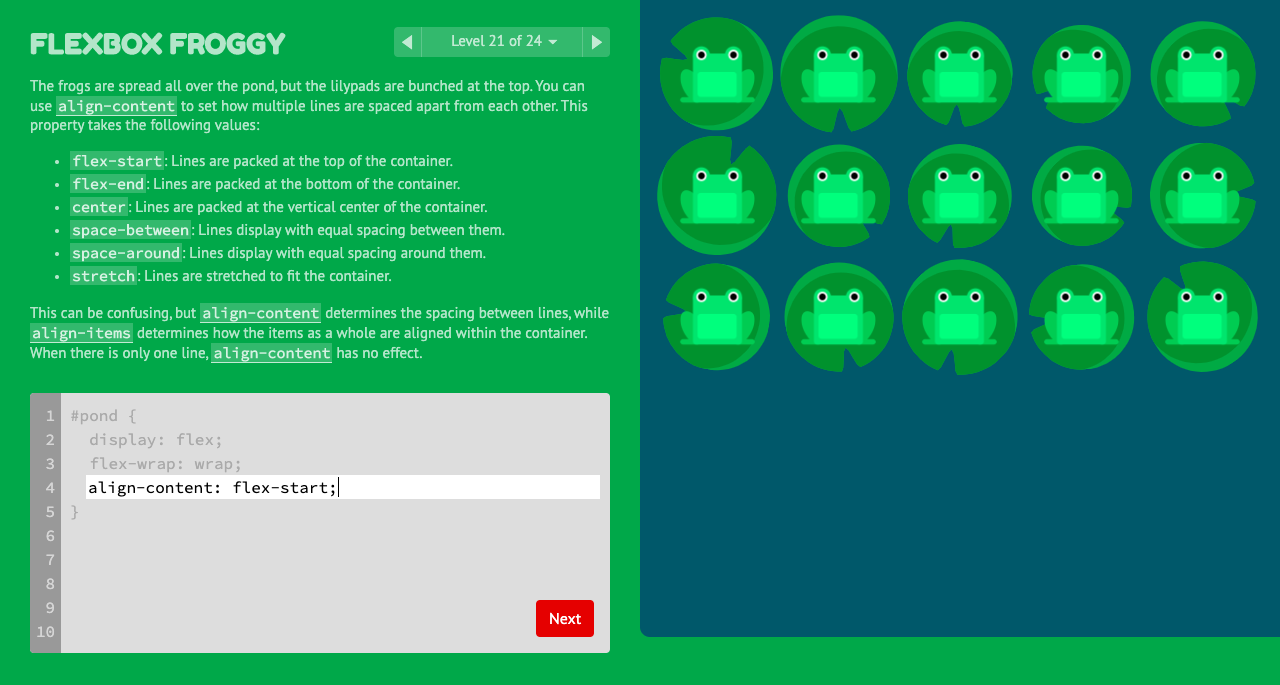 FLEXBOX FROGGY
Level 21 of 24
The frogs are spread all over the pond, but the lilypads are bunched at the top. You can
use align-content to set how multiple lines are spaced apart from each other. This
property takes the following values:
• flex-start: Lines are packed at the top of the container.
• flex-end: Lines are packed at the bottom of the container.
• center: Lines are packed at the vertical center of the container.
• space-between: Lines display with equal spacing between them.
• space-around: Lines display with equal spacing around them.
• stretch: Lines are stretched to fit the container.
This can be confusing, but align-content determines the spacing between lines, while
align-items determines how the items as a whole are aligned within the container.
When there is only one line, align-content has no effect.
1 #pond {
2 display: flex;
3 flex-wrap: wrap;
4 align-content: flex-start;
5 }
6
7
8
9
10
Next